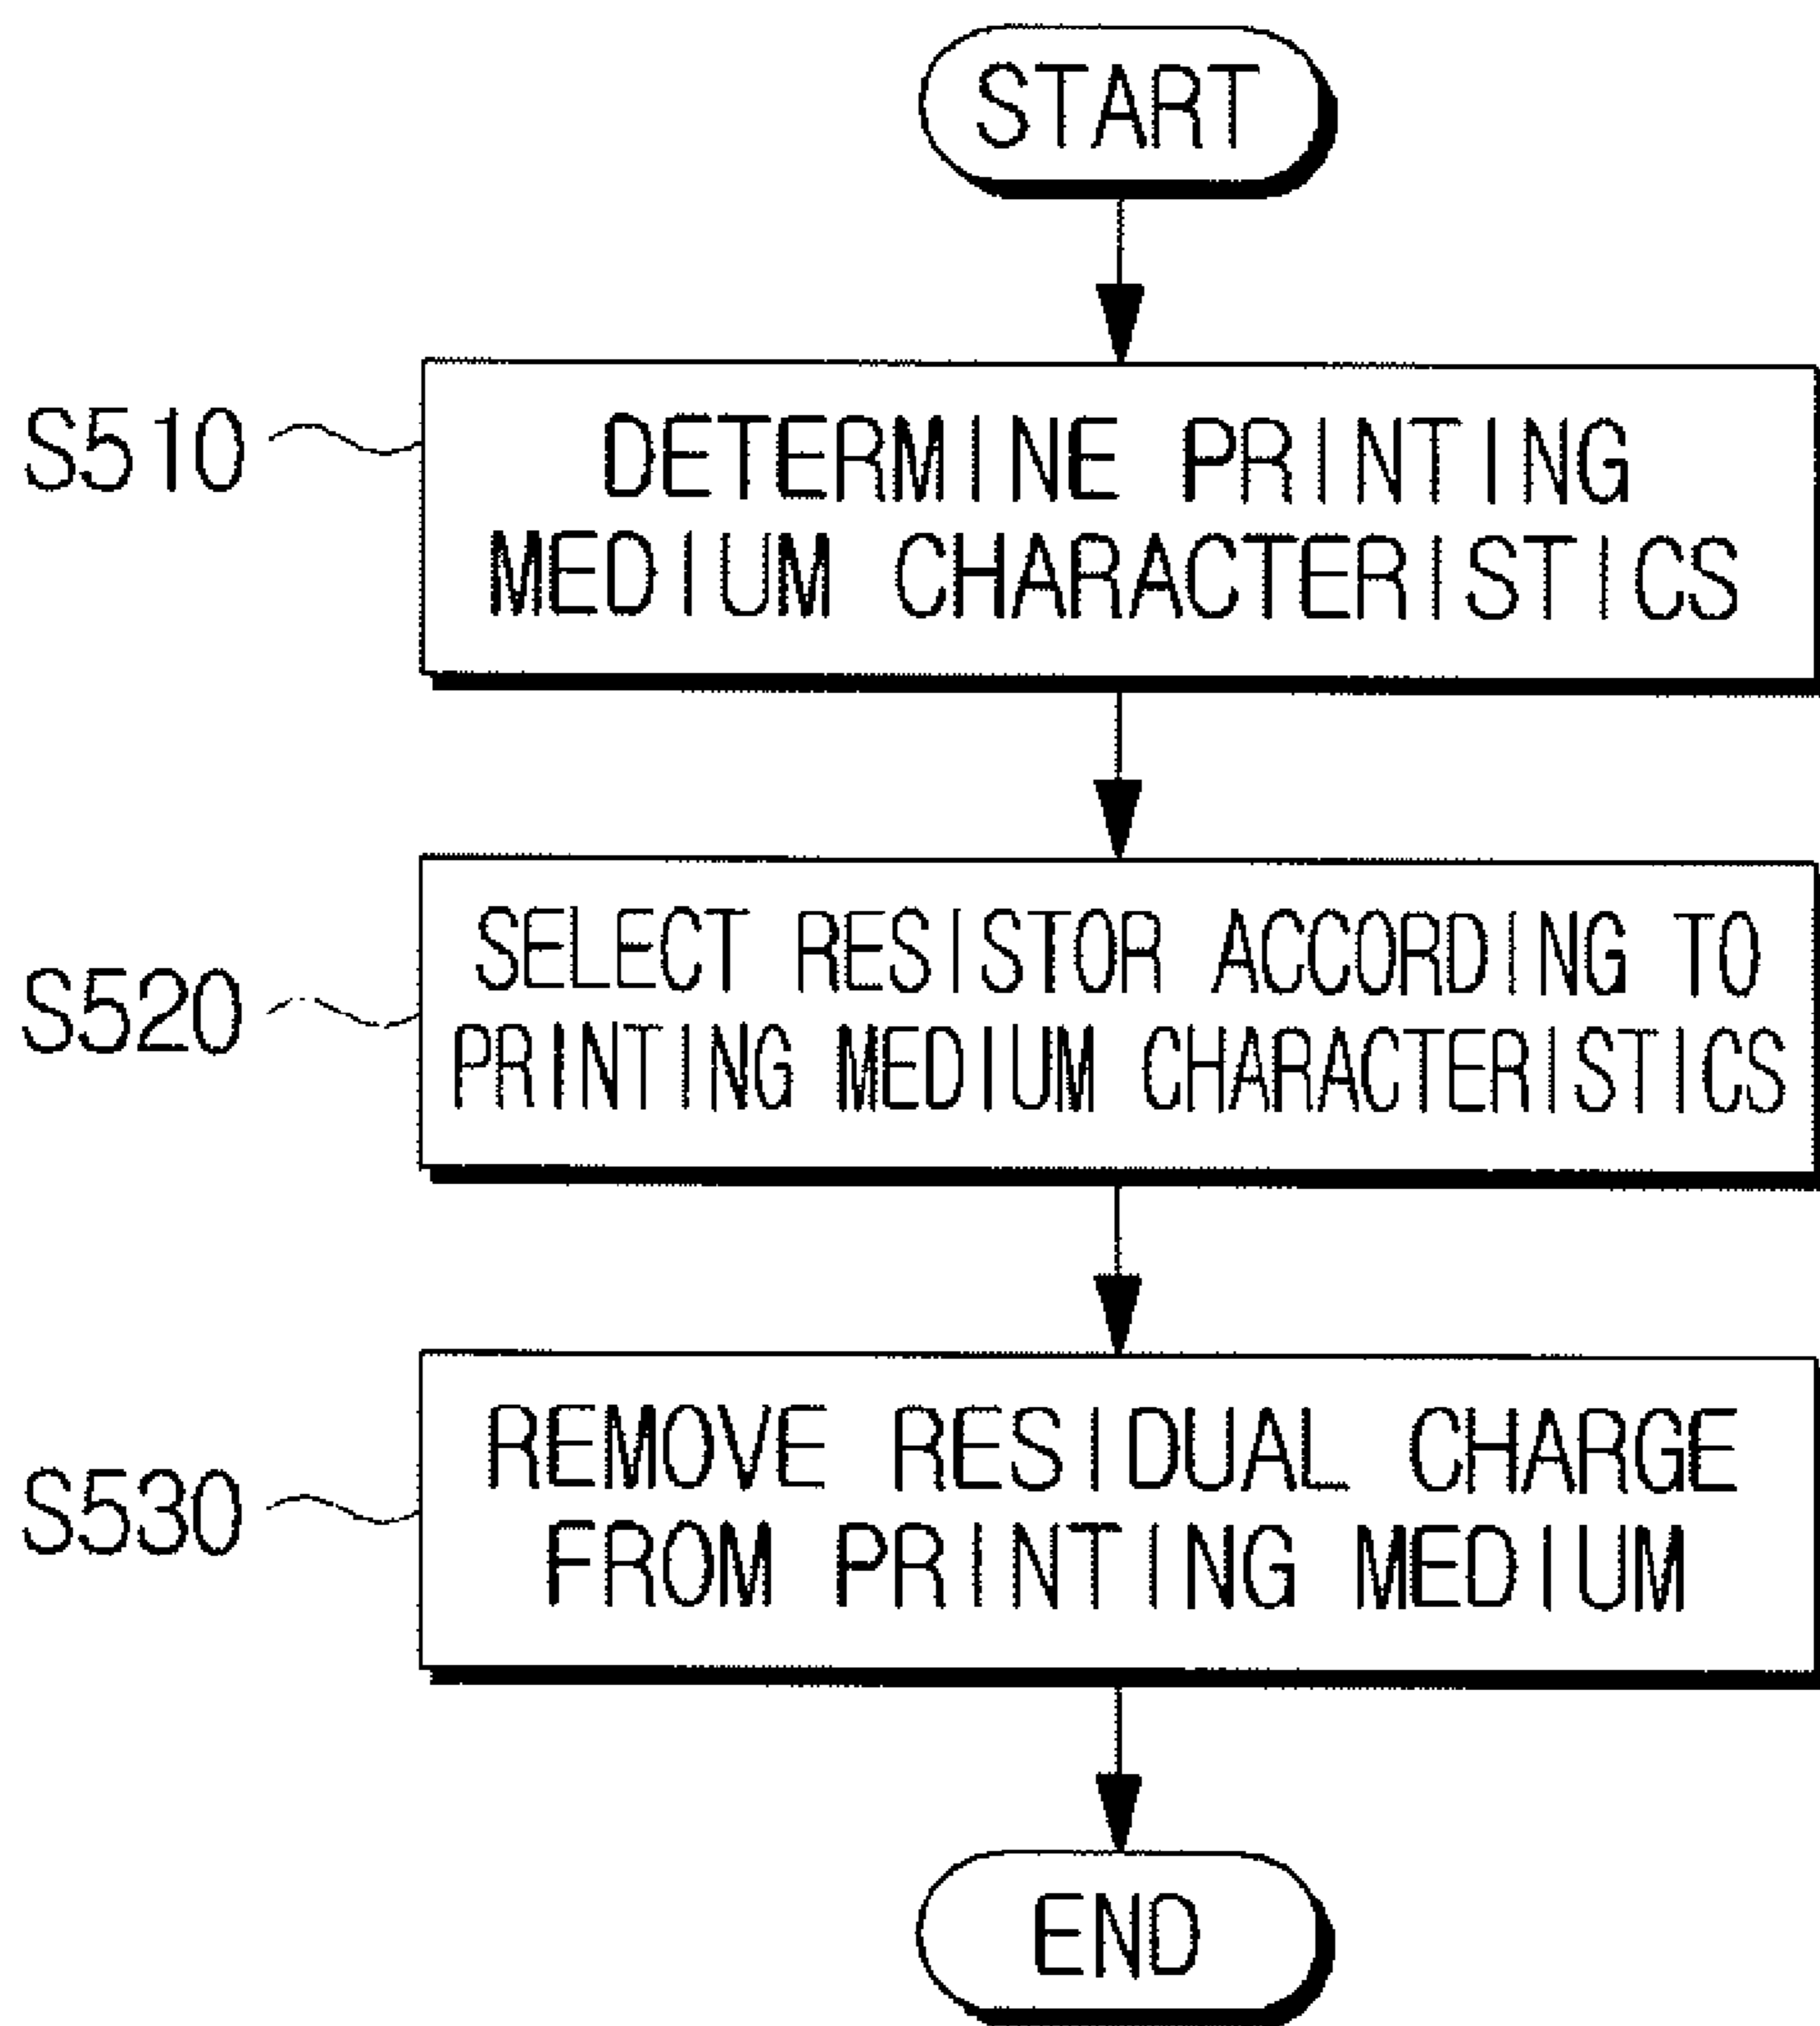 START
S510
DETERMINE PRINTING
MEDIUM CHARACTERISTICS
S520
SELECT RESISTOR ACCORDING TO
PRINTING MEDIUM CHARACTERISTICS
S530
REMOVE RESIDUAL CHARGE
FROM PRINTING MEDIUM
END